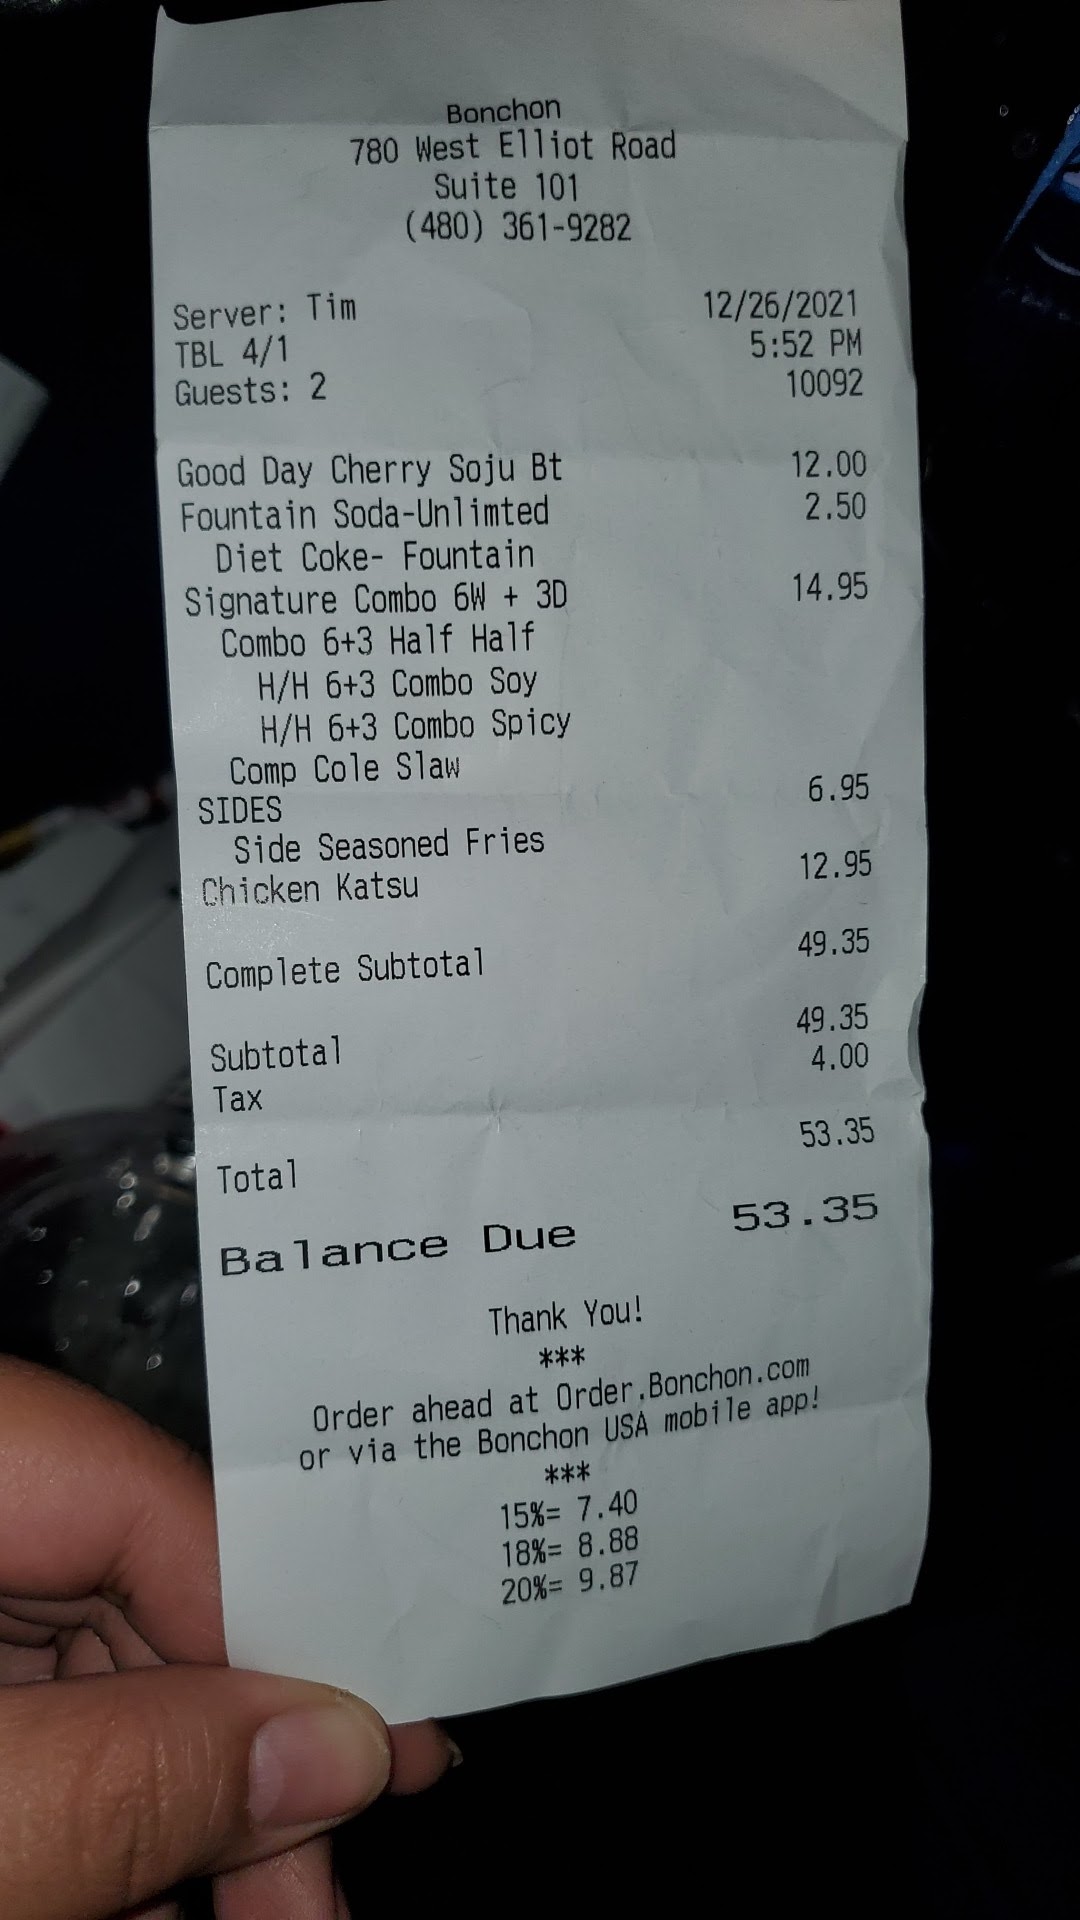 Bonchon
780 West Elliot Road
Suite 101
(480) 361-9282
Server: Tim 12/26/2021
TBL 4/1 5:52 PM
Guests: 2 10092
Good Day Cherry Soju Bt 12.00
Fountain Soda-Unlimted 2.50
Diet Coke- Fountain
Signature Combo 6W + 3D 14.95
Combo 6+3 Half Half
H/H 6+3 Combo Soy
H/H 6+3 Combo Spicy
Comp Cole Slaw
SIDES 6.95
Side Seasoned Fries
Chicken Katsu 12.95
Complete Subtotal 49.35
Subtotal 49.35
Tax 4.00
Total 53.35
Balance Due 53.35
Thank You!
***
Order ahead at Order.Bonchon.com
or via the Bonchon USA mobile app!
***
15%= 7.40
18%= 8.88
20%= 9.87